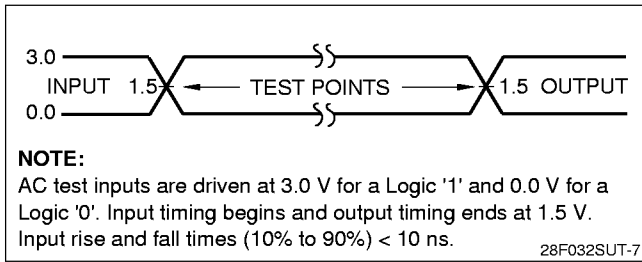 3.0
INPUT 1.5 TEST POINTS 1.5 OUTPUT
0.0
NOTE:
AC test inputs are driven at 3.0 V for a Logic '1' and 0.0 V for a
Logic '0'. Input timing begins and output timing ends at 1.5 V.
Input rise and fall times (10% to 90%) < 10 ns.
28F032SUT-7